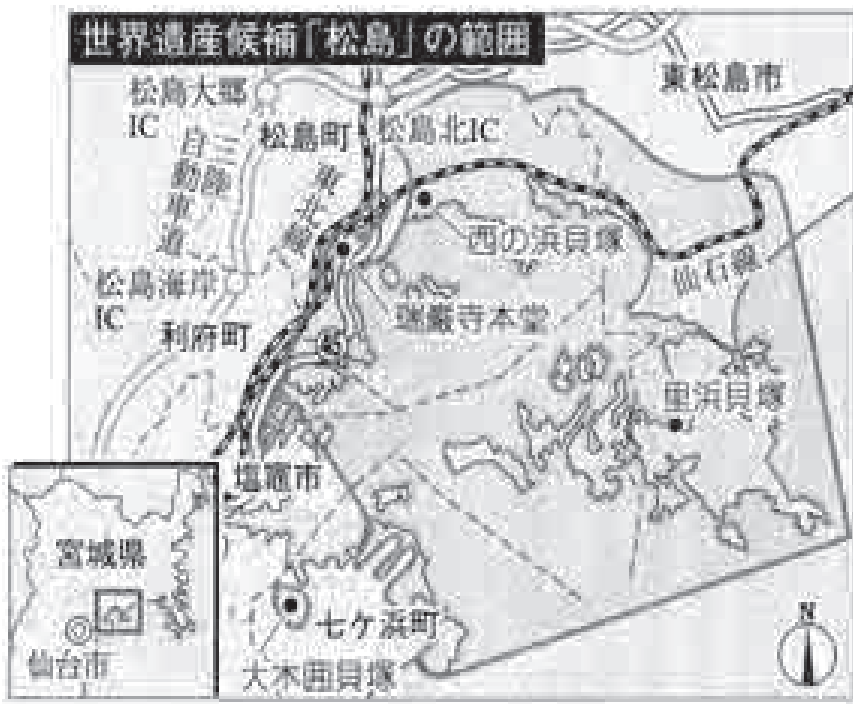 世界遺産候補「松島」の範囲
東松島市
松島大郷
IC
松島町
松島北IC
三陸
自動車道
東北線
西の浜貝塚
仙石線
松島海岸
IC
瑞巌寺本堂
利府町
45
里浜貝塚
塩竈市
宮城県
仙台市
七ケ浜町
大木囲貝塚
N